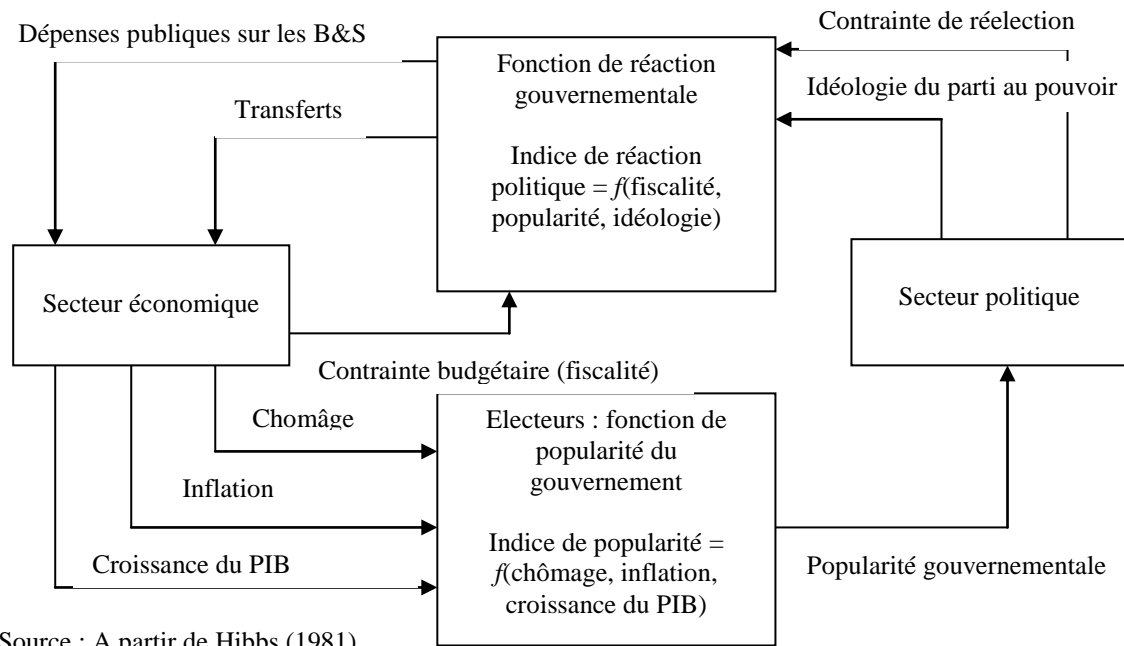 Contrainte de réelection
Dépenses publiques sur les B&S
Fonction de réaction
gouvernementale
Idéologie du parti au pouvoir
Transferts
Indice de réaction
politique = f(fiscalité,
popularité, idéologie)
Secteur économique
Secteur politique
Contrainte budgétaire (fiscalité)
Chomâge
Electeurs : fonction de
popularité du
gouvernement
Inflation
Indice de popularité =
f(chômage, inflation,
croissance du PIB)
Croissance du PIB
Popularité gouvernementale
Source : A partir de Hibbs (1981)